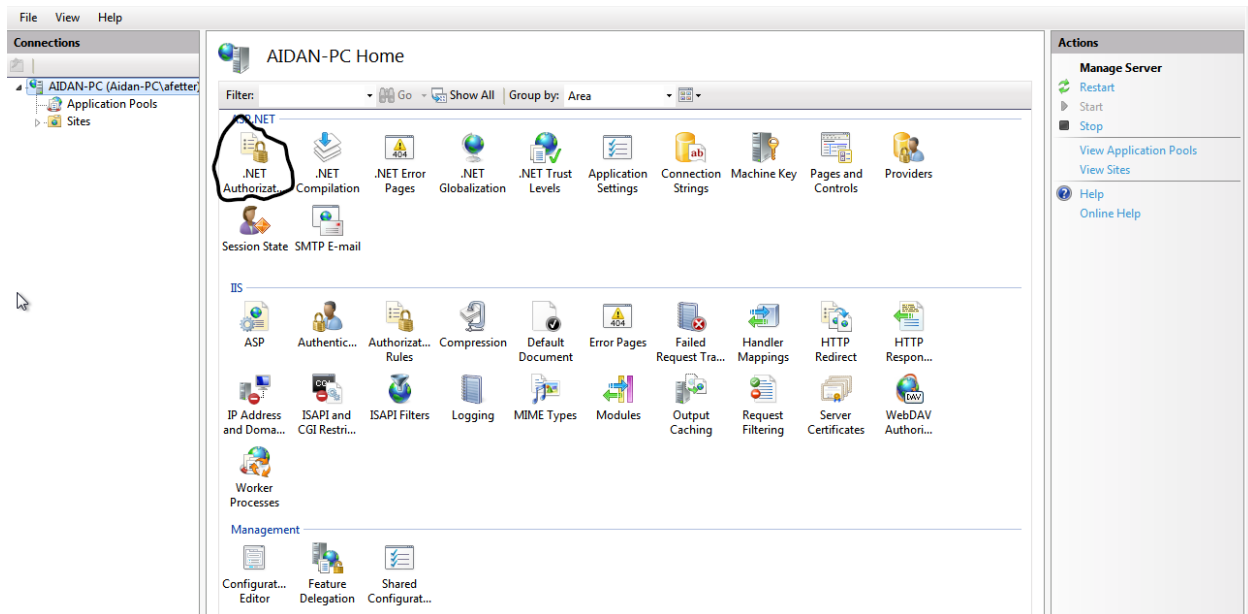 File View Help
Connections
AIDAN-PC (Aidan-PC\afetter)
Application Pools
Sites
AIDAN-PC Home
Filter: Go Show All Group by: Area
ASP.NET
.NET Authorizat...
.NET Compilation
.NET Error Pages
.NET Globalization
.NET Trust Levels
Application Settings
Connection Strings
Machine Key
Pages and Controls
Providers
Session State
SMTP E-mail
IIS
ASP
Authentic...
Authorizat... Rules
Compression
Default Document
Error Pages
Failed Request Tra...
Handler Mappings
HTTP Redirect
HTTP Respon...
IP Address and Doma...
ISAPI and CGI Restri...
ISAPI Filters
Logging
MIME Types
Modules
Output Caching
Request Filtering
Server Certificates
WebDAV Authori...
Worker Processes
Management
Configurat... Editor
Feature Delegation
Shared Configurat...
Actions
Manage Server
Restart
Start
Stop
View Application Pools
View Sites
Help
Online Help